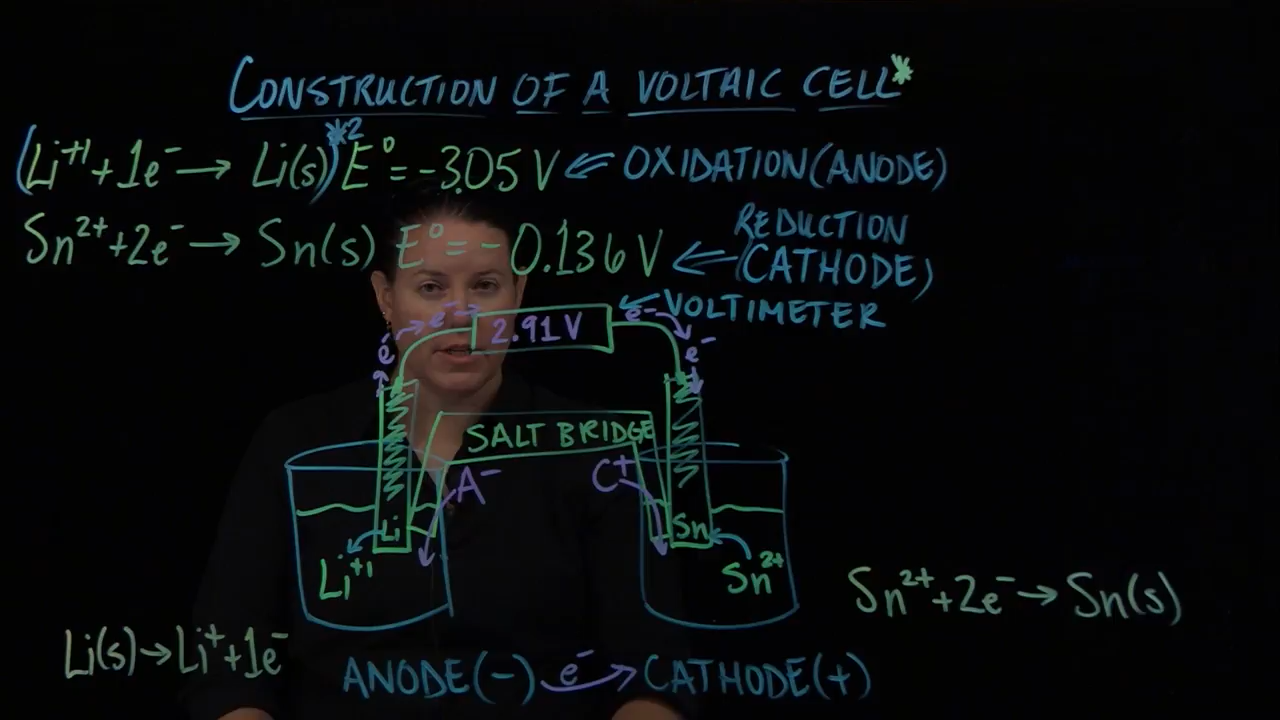 CONSTRUCTION OF A VOLTAIC CELL*
(Li⁺¹+1e⁻ → Li(s))*2 E°=-3.05 V ⇐ OXIDATION(ANODE)
Sn²⁺+2e⁻ → Sn(s) E°=-0.136 V ⇐ REDUCTION (CATHODE)
⇐ VOLTIMETER
e⁻ e⁻ 2.91 V e⁻ e⁻
SALT BRIDGE
A⁻ C⁺
Li Sn
Li⁺¹ Sn²⁺
Sn²⁺+2e⁻ → Sn(s)
Li(s) → Li⁺+1e⁻
ANODE(-) e⁻ → CATHODE(+)